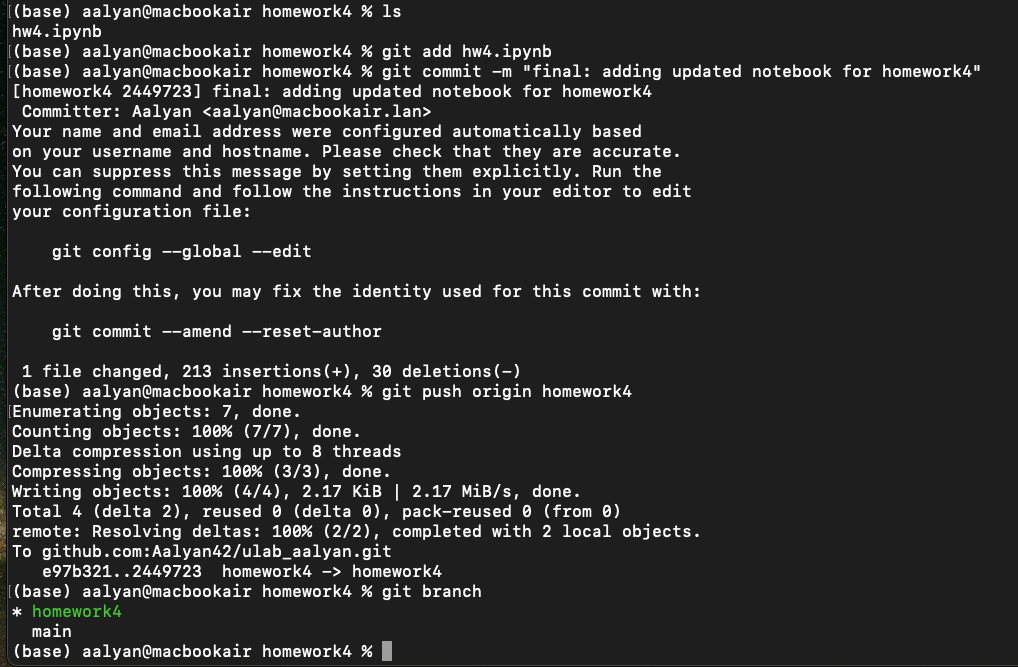 (base) aalyan@macbookair homework4 % ls
hw4.ipynb
(base) aalyan@macbookair homework4 % git add hw4.ipynb
(base) aalyan@macbookair homework4 % git commit -m "final: adding updated notebook for homework4"
[homework4 2449723] final: adding updated notebook for homework4
 Committer: Aalyan <aalyan@macbookair.lan>
Your name and email address were configured automatically based
on your username and hostname. Please check that they are accurate.
You can suppress this message by setting them explicitly. Run the
following command and follow the instructions in your editor to edit
your configuration file:

    git config --global --edit

After doing this, you may fix the identity used for this commit with:

    git commit --amend --reset-author

 1 file changed, 213 insertions(+), 30 deletions(-)
(base) aalyan@macbookair homework4 % git push origin homework4
Enumerating objects: 7, done.
Counting objects: 100% (7/7), done.
Delta compression using up to 8 threads
Compressing objects: 100% (3/3), done.
Writing objects: 100% (4/4), 2.17 KiB | 2.17 MiB/s, done.
Total 4 (delta 2), reused 0 (delta 0), pack-reused 0 (from 0)
remote: Resolving deltas: 100% (2/2), completed with 2 local objects.
To github.com:Aalyan42/ulab_aalyan.git
   e97b321..2449723  homework4 -> homework4
(base) aalyan@macbookair homework4 % git branch
* homework4
  main
(base) aalyan@macbookair homework4 %